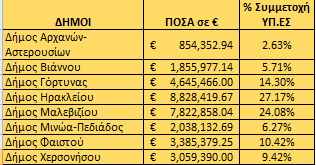 ΔΗΜΟΙ ΠΟΣΑ σε € % Συμμετοχή ΥΠ.ΕΣ
Δήμος Αρχανών-Αστερουσίων € 854,352.94 2.63%
Δήμος Βιάννου € 1,855,977.14 5.71%
Δήμος Γόρτυνας € 4,645,466.00 14.30%
Δήμος Ηρακλείου € 8,828,419.67 27.17%
Δήμος Μαλεβιζίου € 7,822,858.04 24.08%
Δήμος Μινώα-Πεδιάδος € 2,038,132.69 6.27%
Δήμος Φαιστού € 3,385,379.25 10.42%
Δήμος Χερσονήσου € 3,059,390.00 9.42%